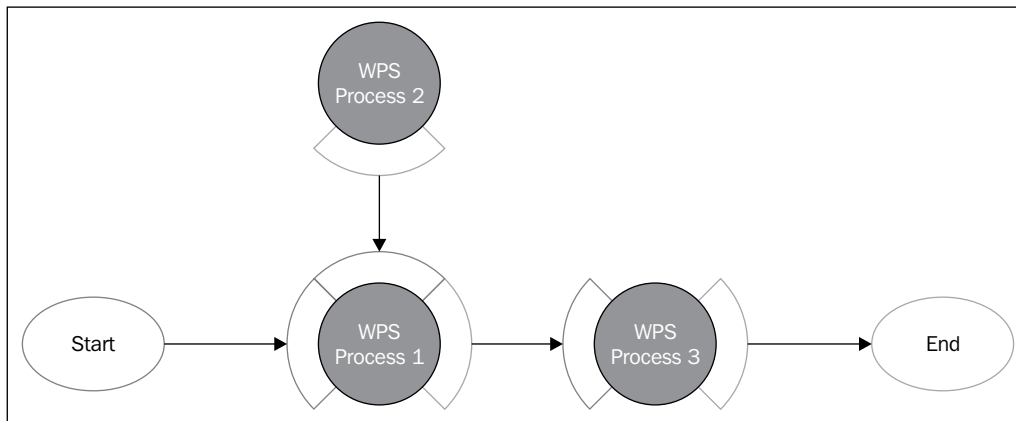 WPS
Process 2
Start
WPS
Process 1
WPS
Process 3
End